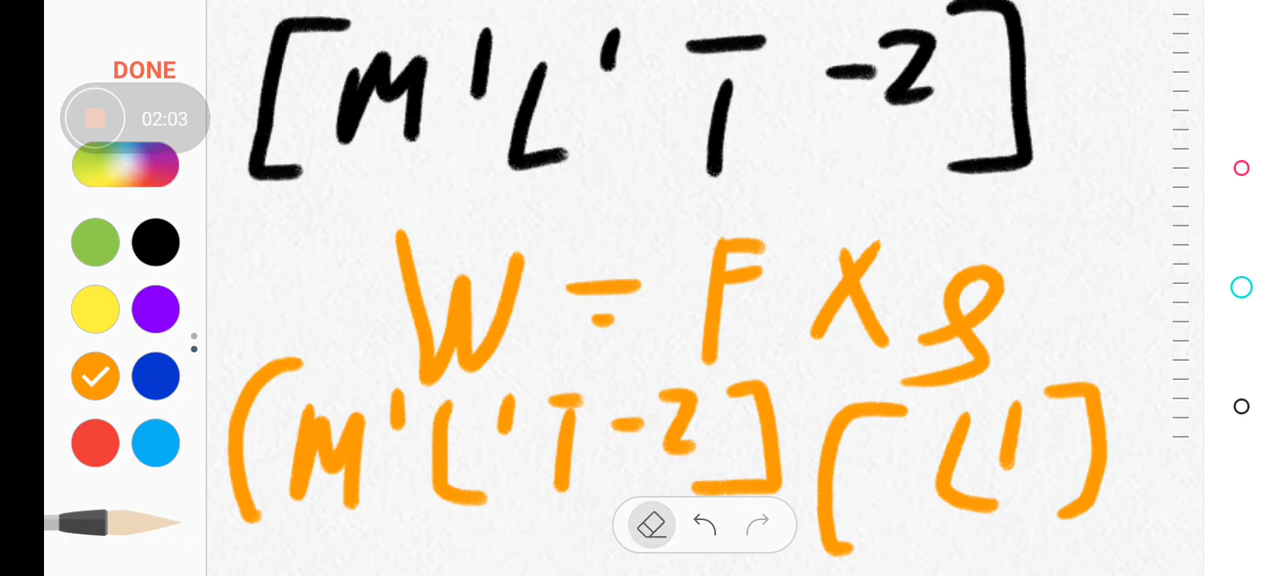 DONE
02:03
[M¹L¹T⁻²]
W = F X S
[M¹L¹T⁻²] [L¹]